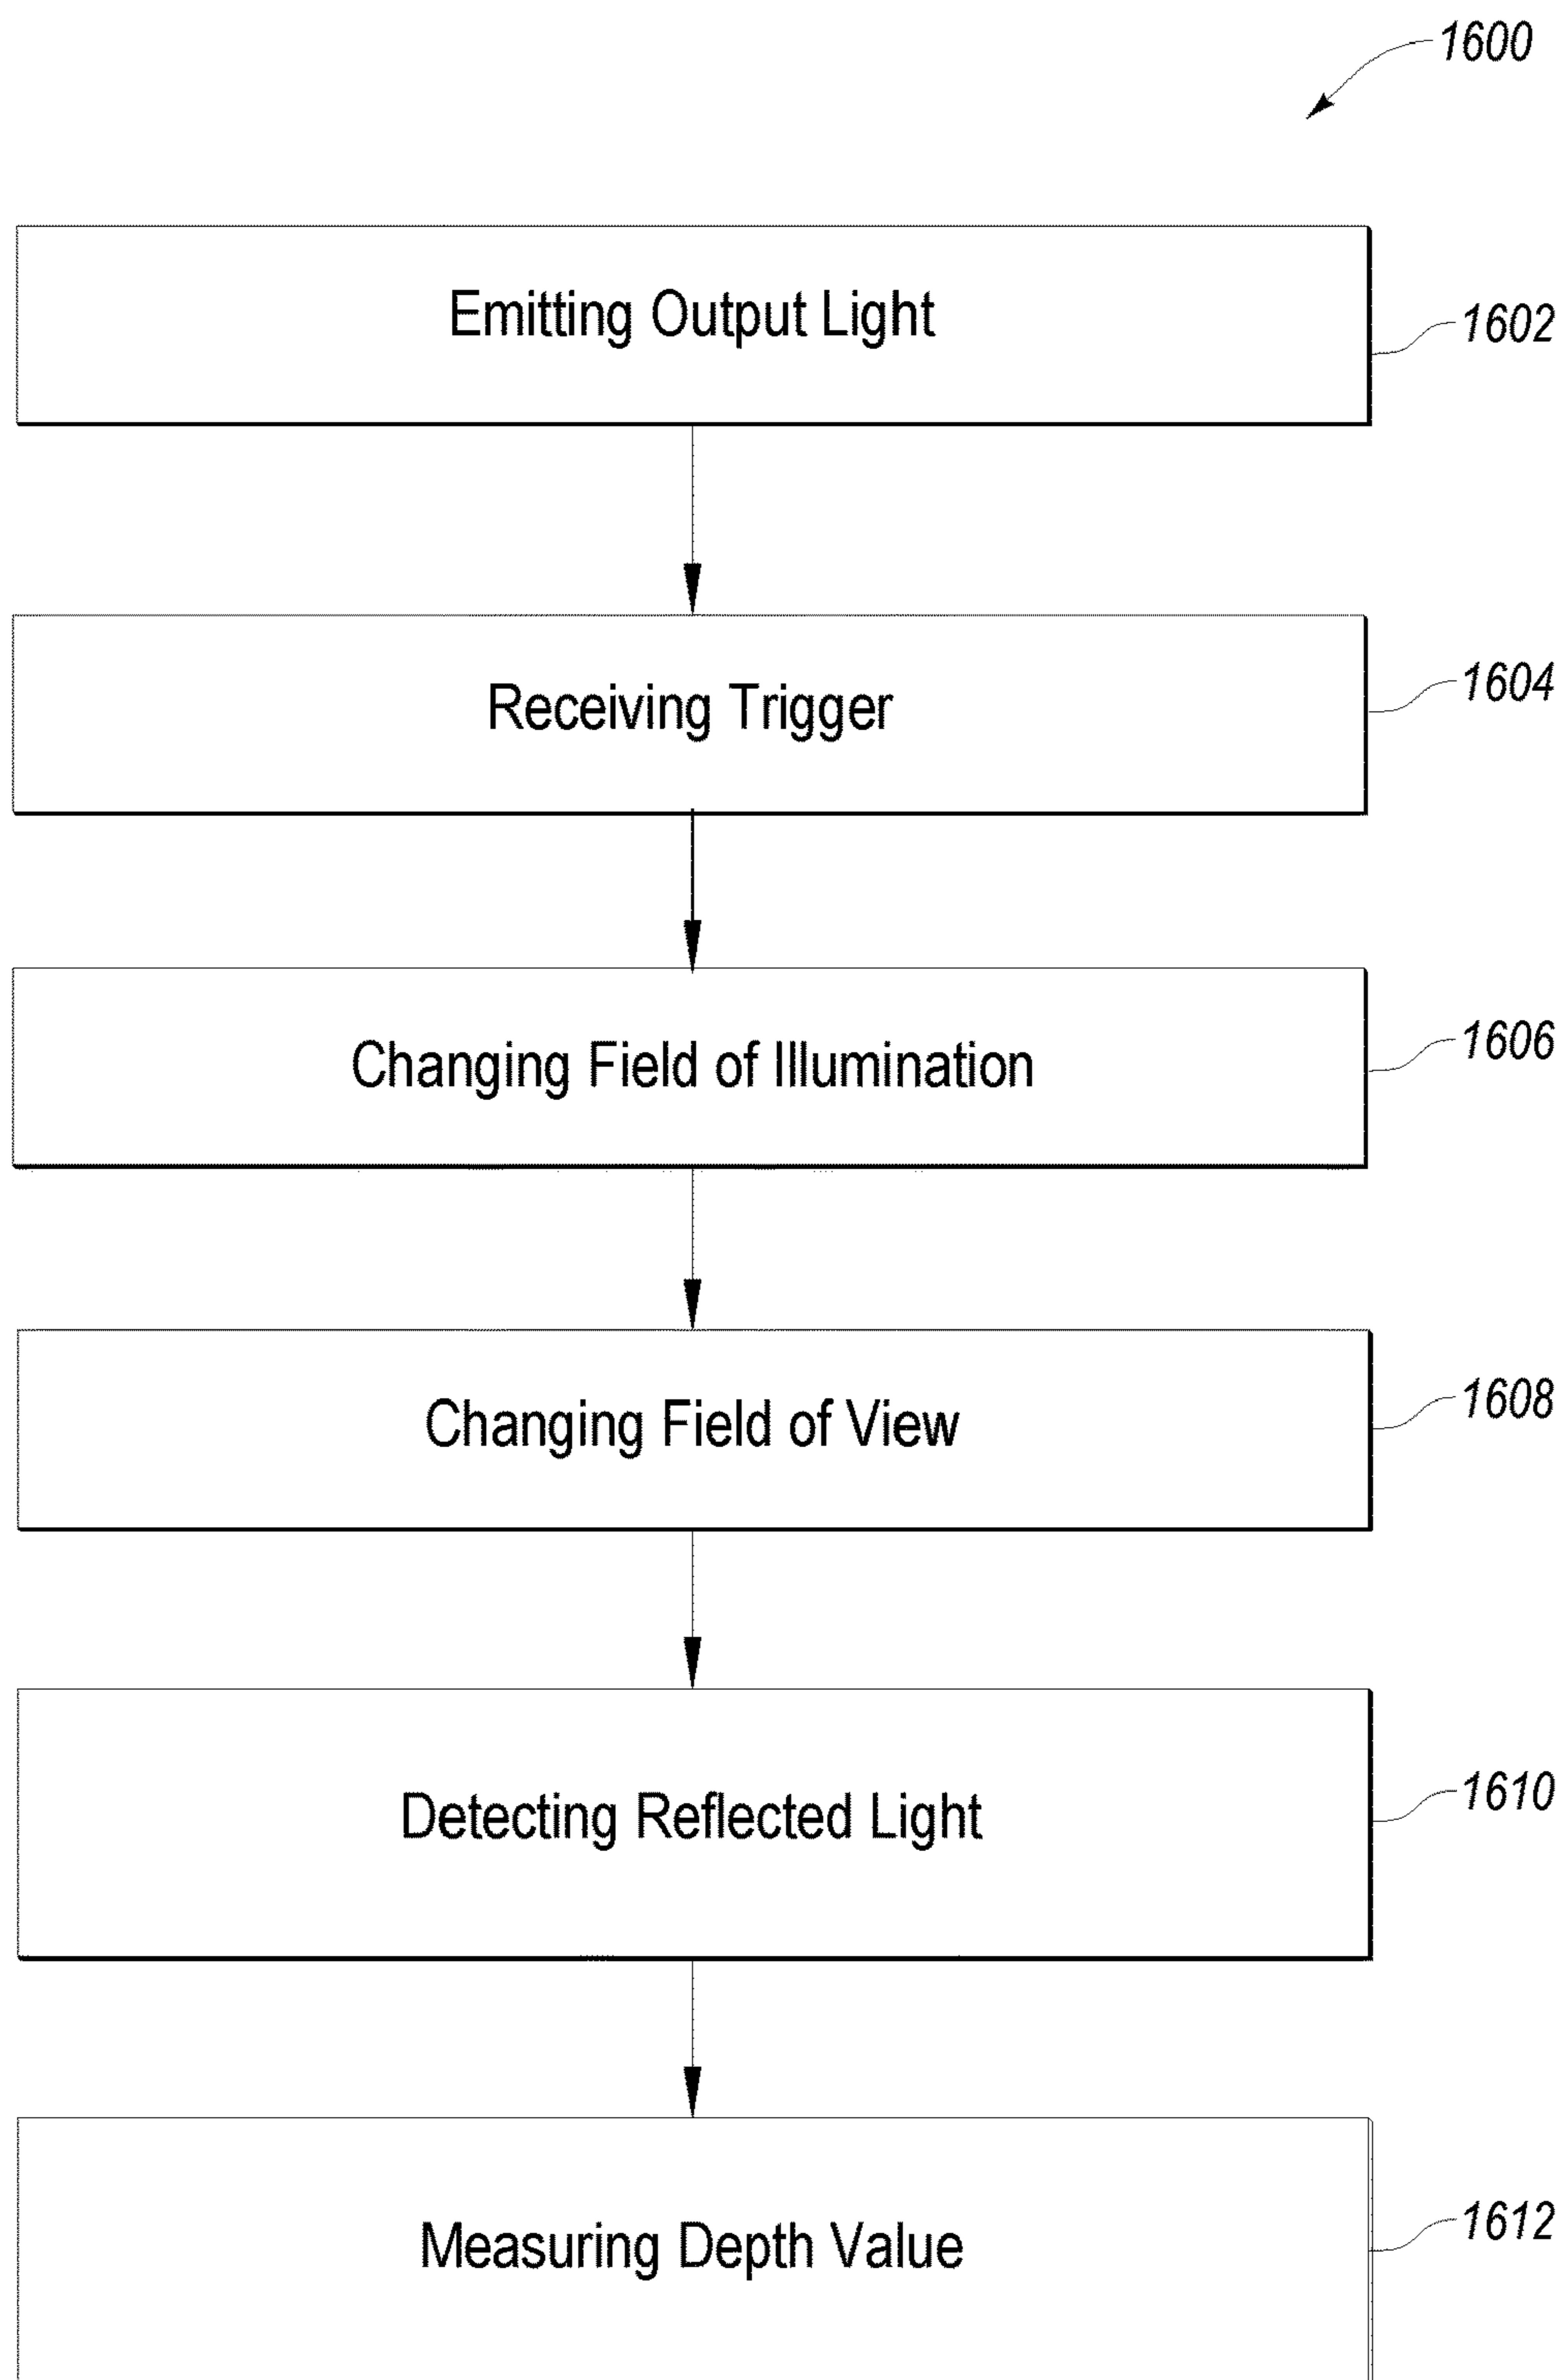 1600
Emitting Output Light
1602
Receiving Trigger
1604
Changing Field of Illumination
1606
Changing Field of View
1608
Detecting Reflected Light
1610
Measuring Depth Value
1612